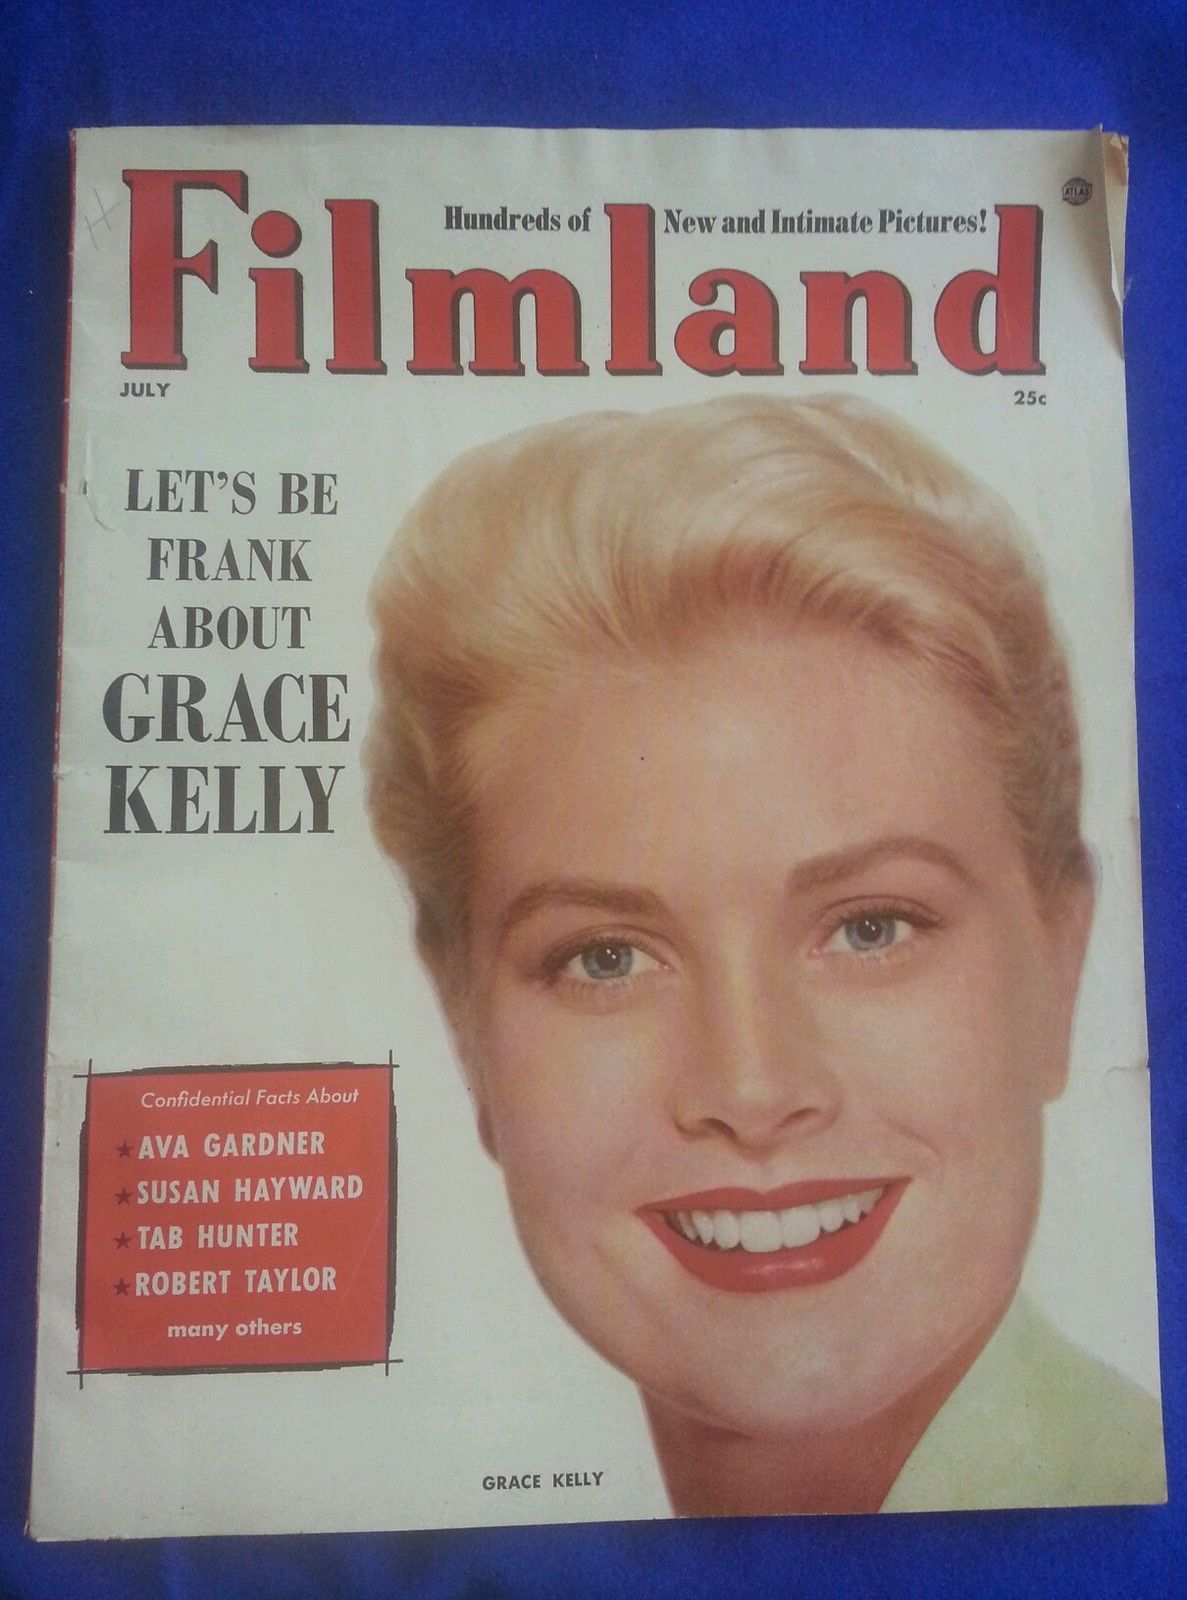 Hundreds of New and Intimate Pictures!
ATLAS
Filmland
JULY
25c
LET'S BE
FRANK
ABOUT
GRACE
KELLY
Confidential Facts About
★ AVA GARDNER
★ SUSAN HAYWARD
★ TAB HUNTER
★ ROBERT TAYLOR
many others
GRACE KELLY